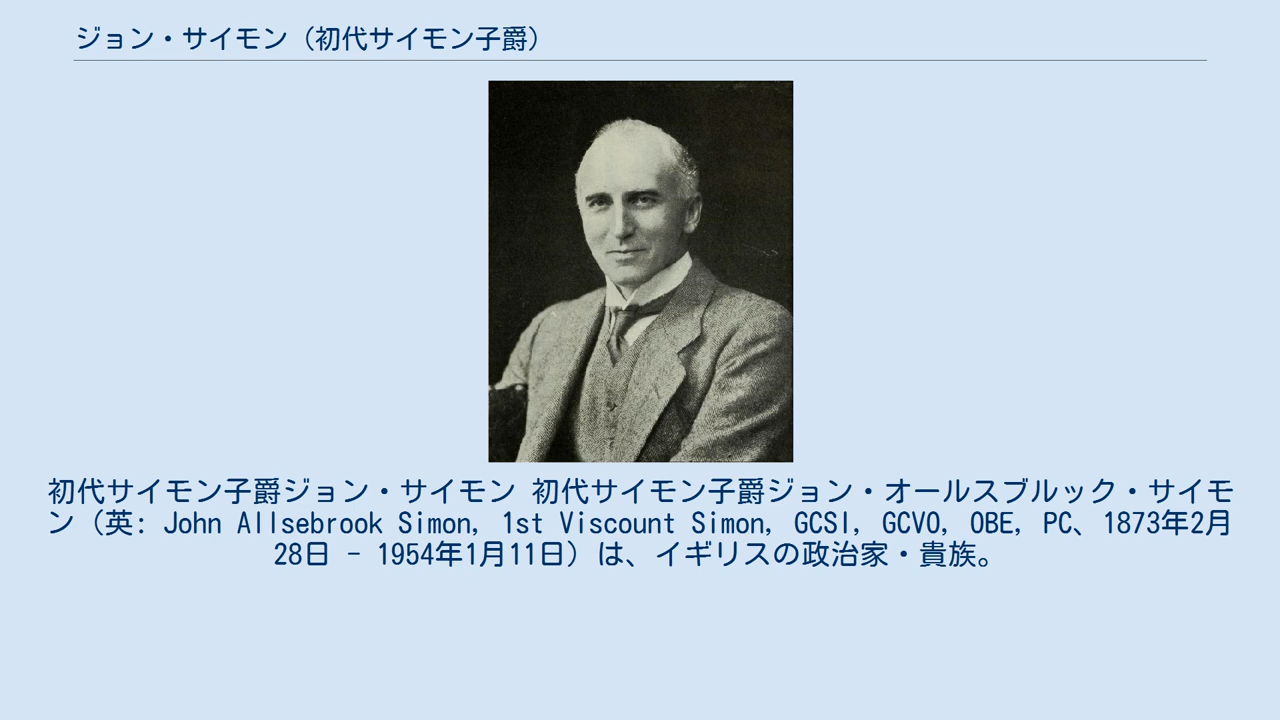 ジョン・サイモン（初代サイモン子爵）
初代サイモン子爵ジョン・サイモン 初代サイモン子爵ジョン・オールスブルック・サイモ
ン（英: John Allsebrook Simon, 1st Viscount Simon, GCSI, GCVO, OBE, PC、1873年2月
28日 - 1954年1月11日）は、イギリスの政治家・貴族。